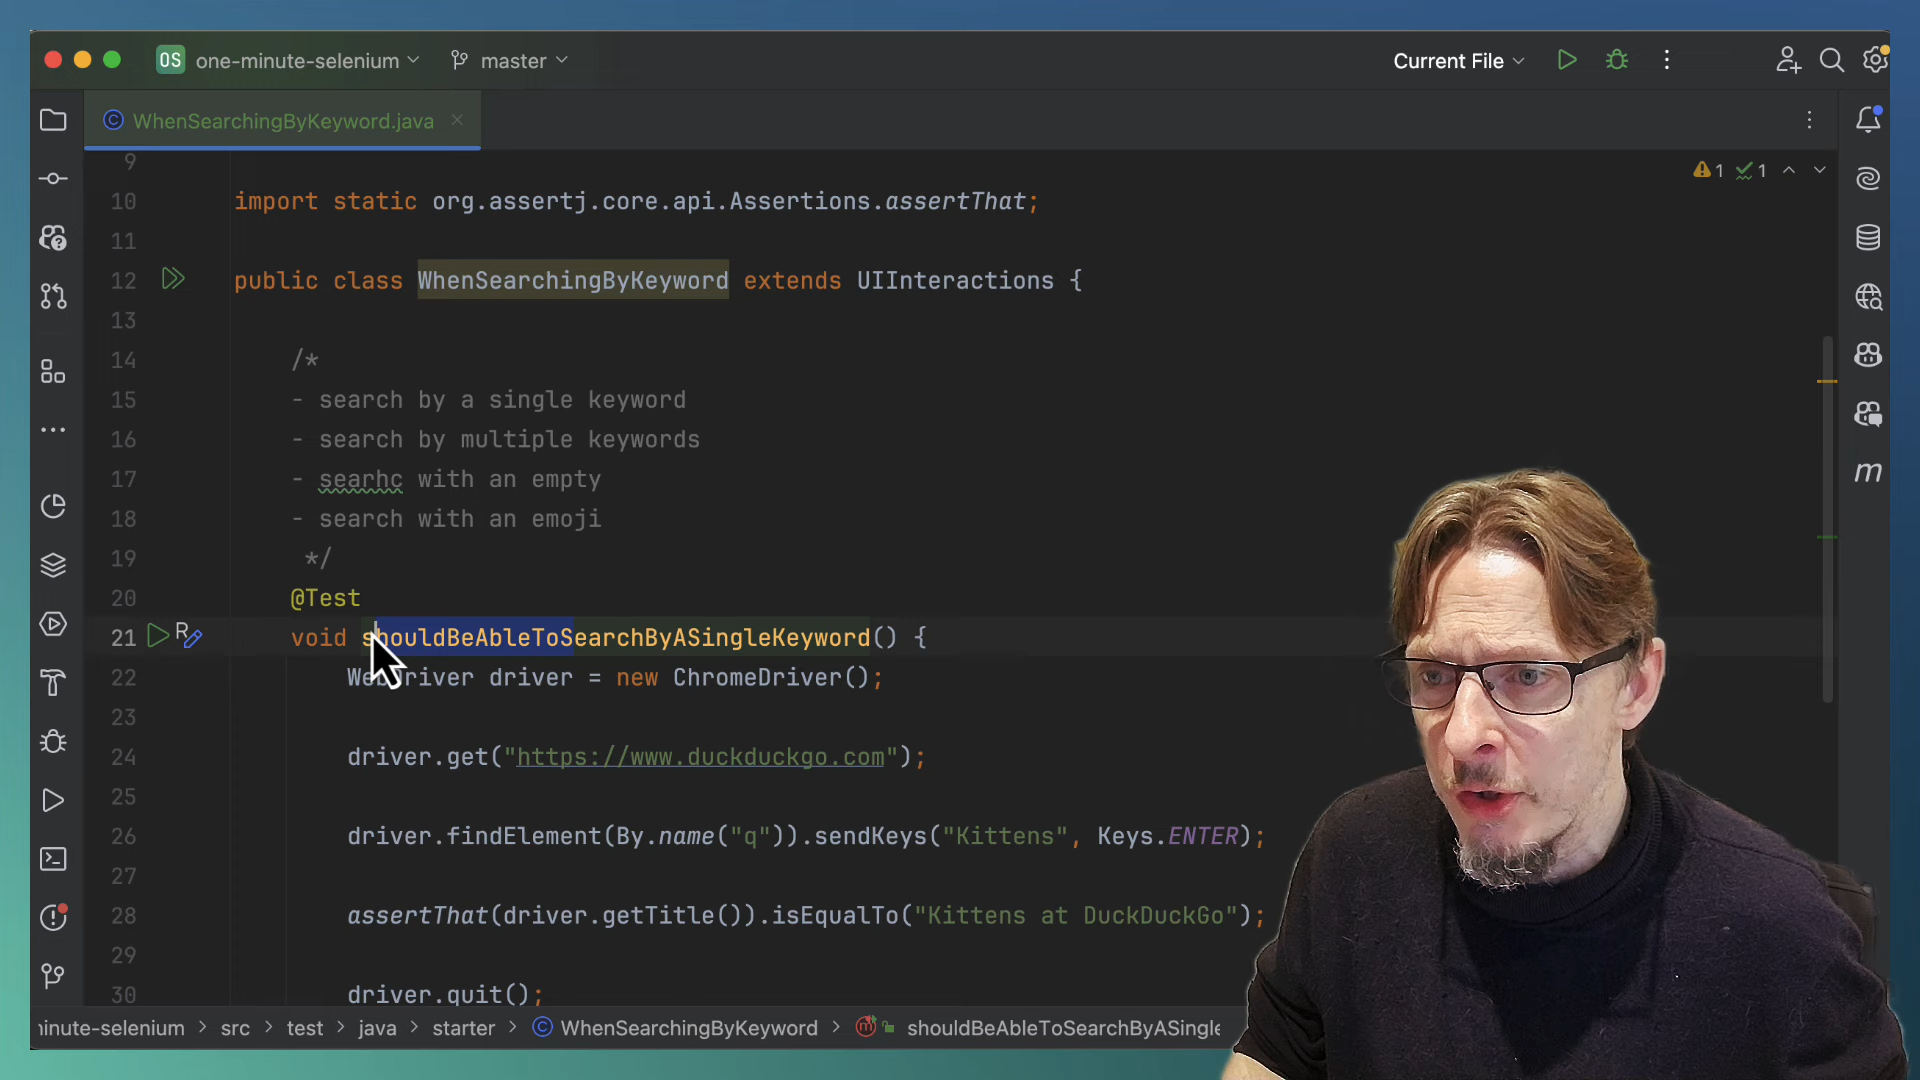 OS one-minute-selenium master Current File
WhenSearchingByKeyword.java
9
1 1
10 import static org.assertj.core.api.Assertions.assertThat;
11
12 public class WhenSearchingByKeyword extends UIInteractions {
13
14 /*
15 - search by a single keyword
16 - search by multiple keywords
17 - searhc with an empty
18 - search with an emoji
19 */
20 @Test
21 void shouldBeAbleToSearchByASingleKeyword() {
22 WebDriver driver = new ChromeDriver();
23
24 driver.get("https://www.duckduckgo.com");
25
26 driver.findElement(By.name("q")).sendKeys("Kittens", Keys.ENTER);
27
28 assertThat(driver.getTitle()).isEqualTo("Kittens at DuckDuckGo");
29
30 driver.quit();
inute-selenium > src > test > java > starter > WhenSearchingByKeyword > shouldBeAbleToSearchByASingle